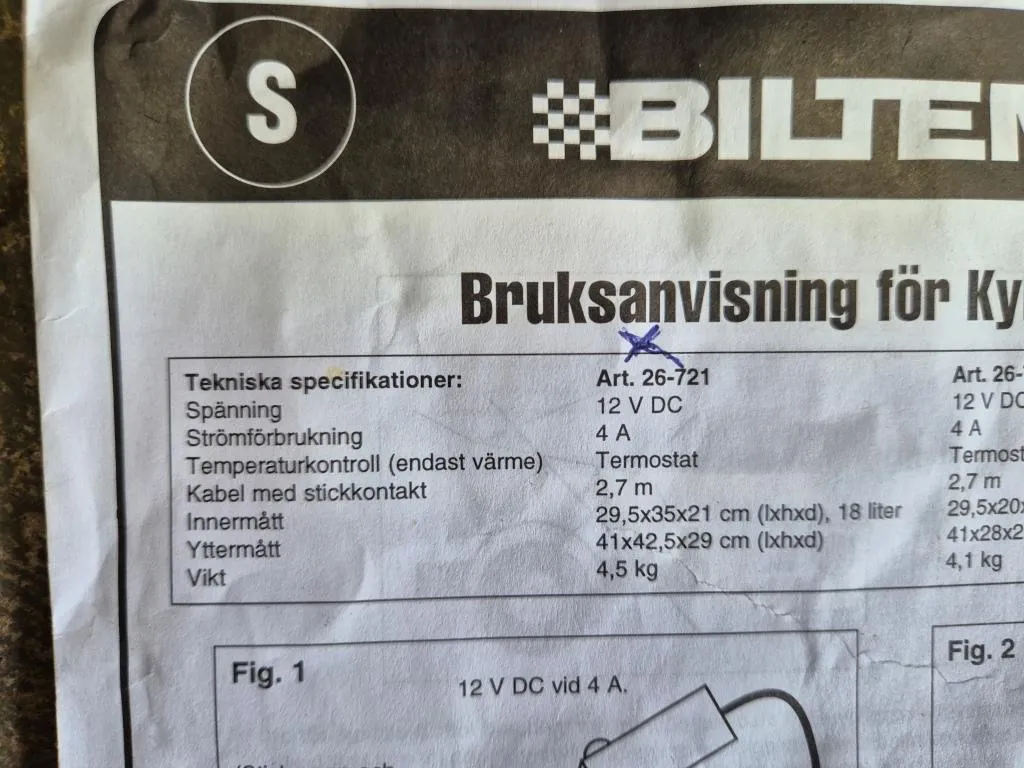 S
BILTEM
Bruksanvisning för Ky
Tekniska specifikationer: Art. 26-721 Art. 26-
Spänning 12 V DC 12 V DC
Strömförbrukning 4 A 4 A
Temperaturkontroll (endast värme) Termostat Termost
Kabel med stickkontakt 2,7 m 2,7 m
Innermått 29,5x35x21 cm (lxhxd), 18 liter 29,5x20x
Yttermått 41x42,5x29 cm (lxhxd) 41x28x2
Vikt 4,5 kg 4,1 kg
Fig. 1 Fig. 2
12 V DC vid 4 A.